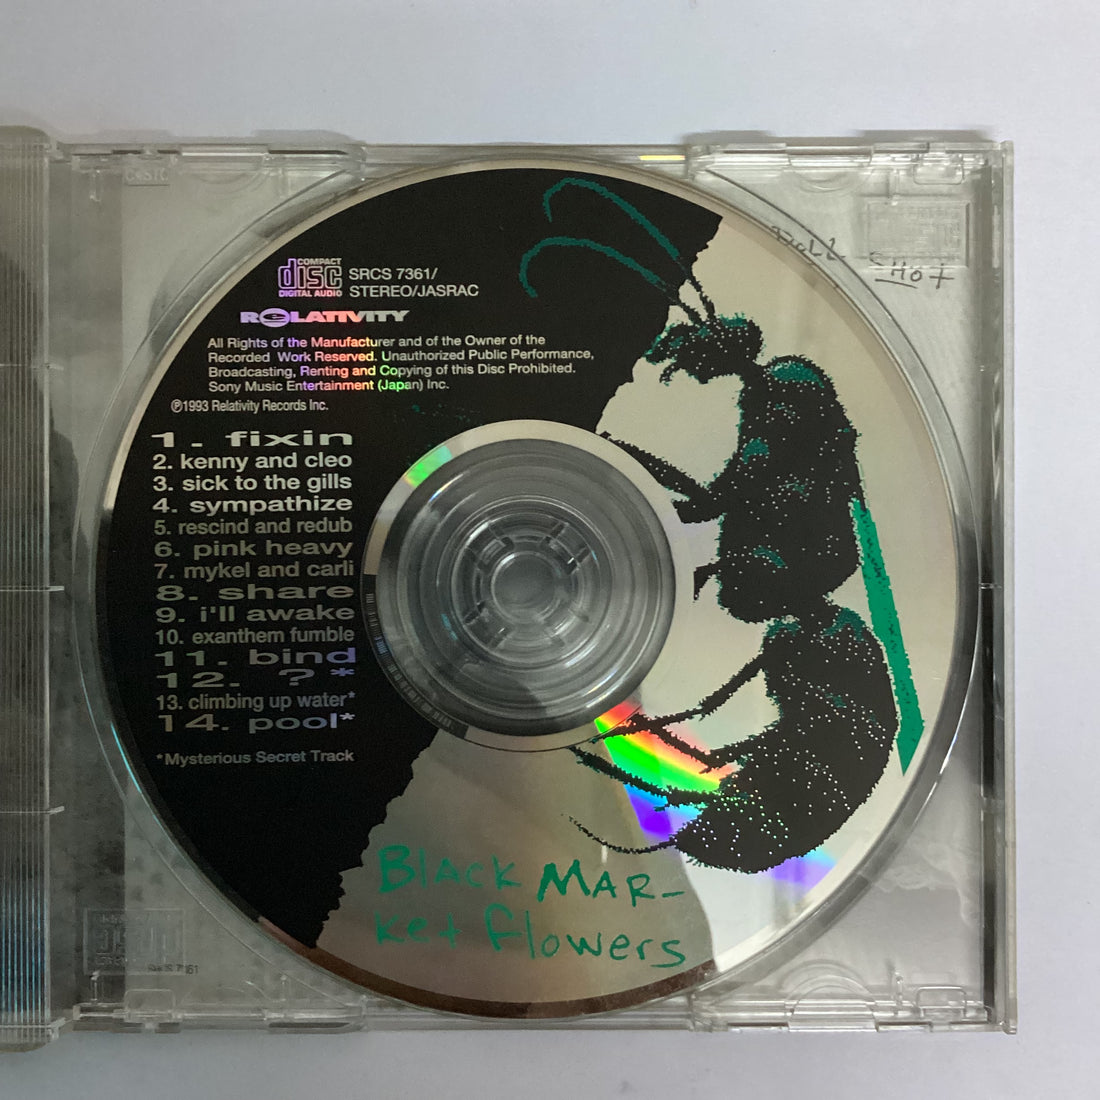 COMPACT
disc
DIGITAL AUDIO
SRCS 7361/
STEREO/JASRAC
RELATIVITY
All Rights of the Manufacturer and of the Owner of the
Recorded Work Reserved. Unauthorized Public Performance,
Broadcasting, Renting and Copying of this Disc Prohibited.
Sony Music Entertainment (Japan) Inc.
℗1993 Relativity Records Inc.
1. fixin
2. kenny and cleo
3. sick to the gills
4. sympathize
5. rescind and redub
6. pink heavy
7. mykel and carli
8. share
9. i'll awake
10. exanthem fumble
11. bind
12. ? *
13. climbing up water*
14. pool*
*Mysterious Secret Track
BLACK MAR-
Ket flowers
SHOT